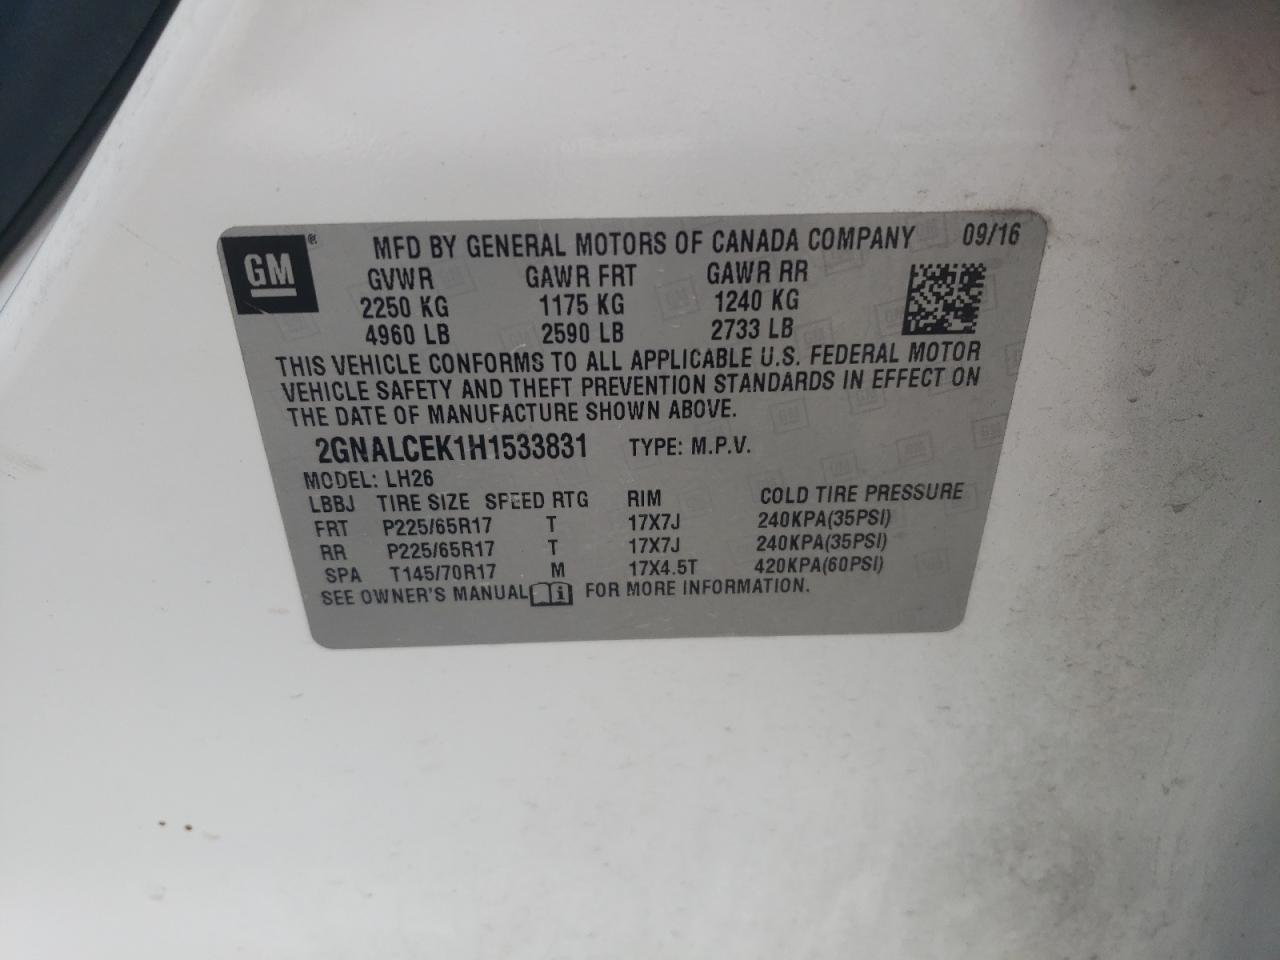 GM ®
MFD BY GENERAL MOTORS OF CANADA COMPANY 09/16
GVWR GAWR FRT GAWR RR
2250 KG 1175 KG 1240 KG
4960 LB 2590 LB 2733 LB
THIS VEHICLE CONFORMS TO ALL APPLICABLE U.S. FEDERAL MOTOR
VEHICLE SAFETY AND THEFT PREVENTION STANDARDS IN EFFECT ON
THE DATE OF MANUFACTURE SHOWN ABOVE.
2GNALCEK1H1533831 TYPE: M.P.V.
MODEL: LH26
LBBJ TIRE SIZE SPEED RTG RIM COLD TIRE PRESSURE
FRT P225/65R17 T 17X7J 240KPA(35PSI)
RR P225/65R17 T 17X7J 240KPA(35PSI)
SPA T145/70R17 M 17X4.5T 420KPA(60PSI)
SEE OWNER'S MANUAL i FOR MORE INFORMATION.